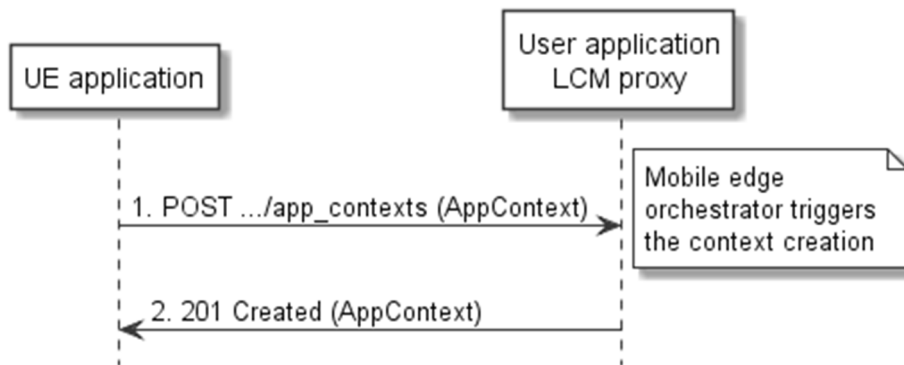 UE application
User application
LCM proxy
1. POST .../app_contexts (AppContext)
Mobile edge
orchestrator triggers
the context creation
2. 201 Created (AppContext)